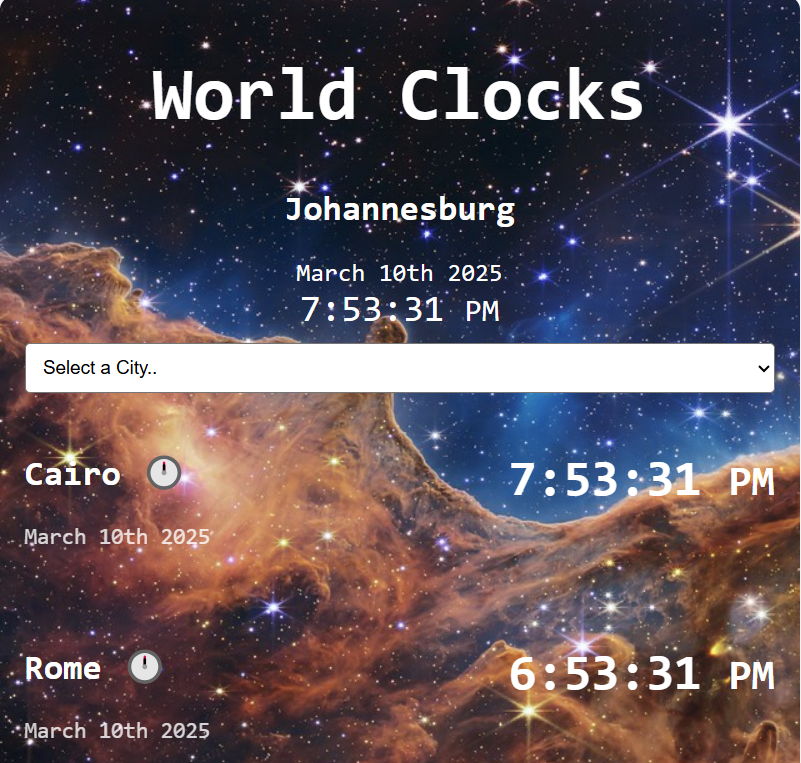 World Clocks
Johannesburg
March 10th 2025
7:53:31 PM
Select a City..
Cairo 7:53:31 PM
March 10th 2025
Rome 6:53:31 PM
March 10th 2025